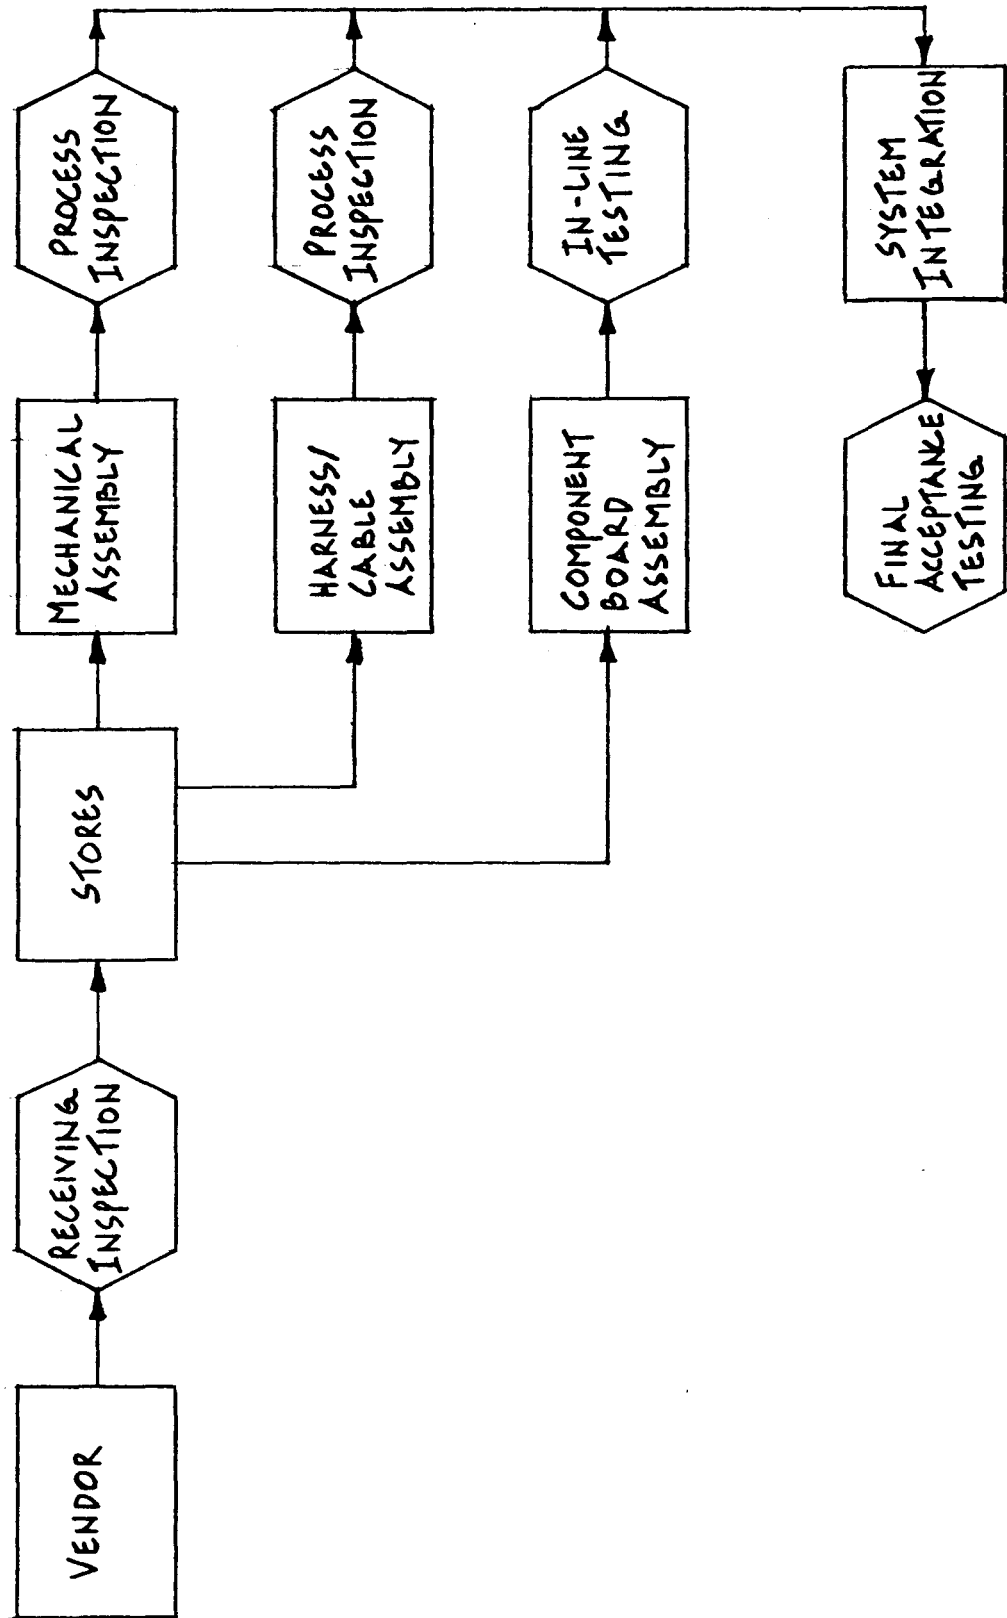 VENDOR
RECEIVING
INSPECTION
STORES
MECHANICAL
ASSEMBLY
PROCESS
INSPECTION
HARNESS/
CABLE
ASSEMBLY
PROCESS
INSPECTION
COMPONENT
BOARD
ASSEMBLY
IN-LINE
TESTING
SYSTEM
INTEGRATION
FINAL
ACCEPTANCE
TESTING